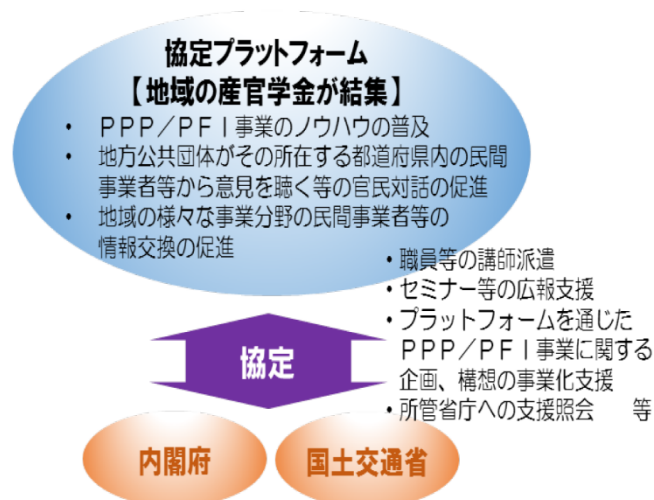 協定プラットフォーム
【地域の産官学金が結集】
・ ＰＰＰ／ＰＦＩ事業のノウハウの普及
・ 地方公共団体がその所在する都道府県内の民間
事業者等から意見を聴く等の官民対話の促進
・ 地域の様々な事業分野の民間事業者等の
情報交換の促進
・職員等の講師派遣
・セミナー等の広報支援
・プラットフォームを通じた
ＰＰＰ／ＰＦＩ事業に関する
企画、構想の事業化支援
・所管省庁への支援照会　等
協定
内閣府
国土交通省